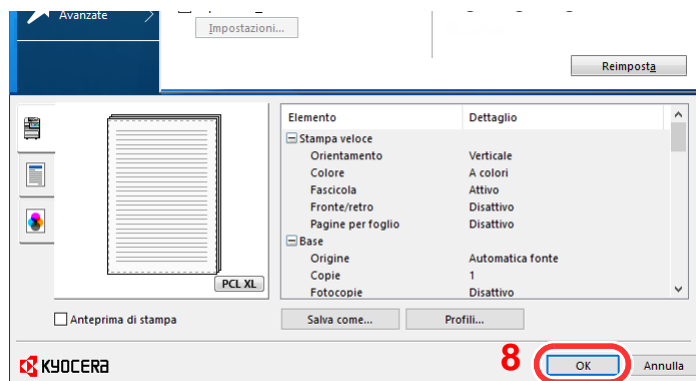 Avanzate
Impostazioni...
Reimposta
Elemento Dettaglio
Stampa veloce
Orientamento Verticale
Colore A colori
Fascicola Attivo
Fronte/retro Disattivo
Pagine per foglio Disattivo
Base
Origine Automatica fonte
Copie 1
Fotocopie Disattivo
PCL XL
Anteprima di stampa
Salva come... Profili...
KYOCERA
8 OK Annulla